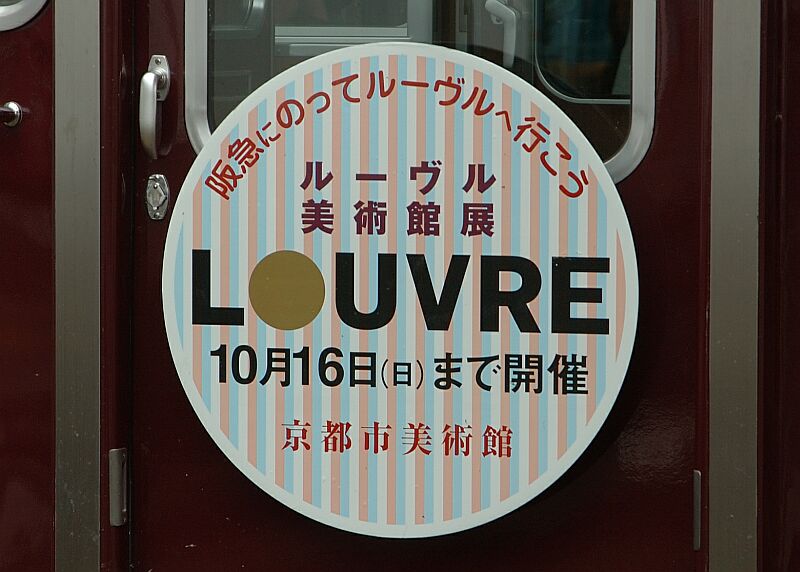 阪急にのってルーヴルへ行こう
ルーヴル
美術館展
LOUVRE
10月16日(日)まで開催
京都市美術館